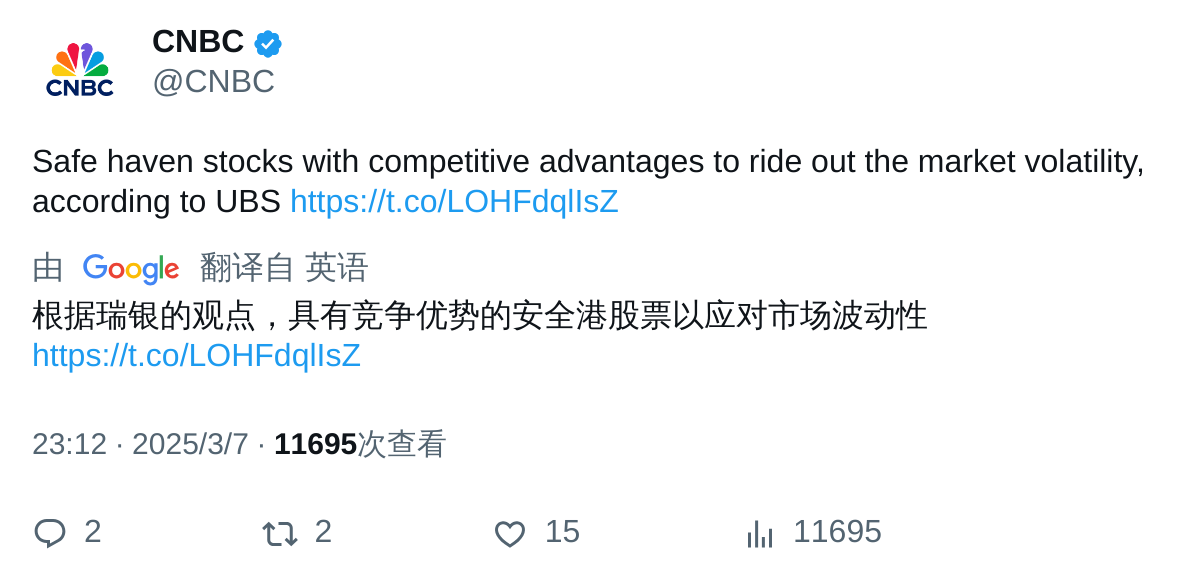 CNBC
CNBC
@CNBC
Safe haven stocks with competitive advantages to ride out the market volatility,
according to UBS https://t.co/LOHFdqlIsZ
由 Google 翻译自 英语
根据瑞银的观点，具有竞争优势的安全港股票以应对市场波动性
https://t.co/LOHFdqlIsZ
23:12 · 2025/3/7 · 11695次查看
2 2 15 11695